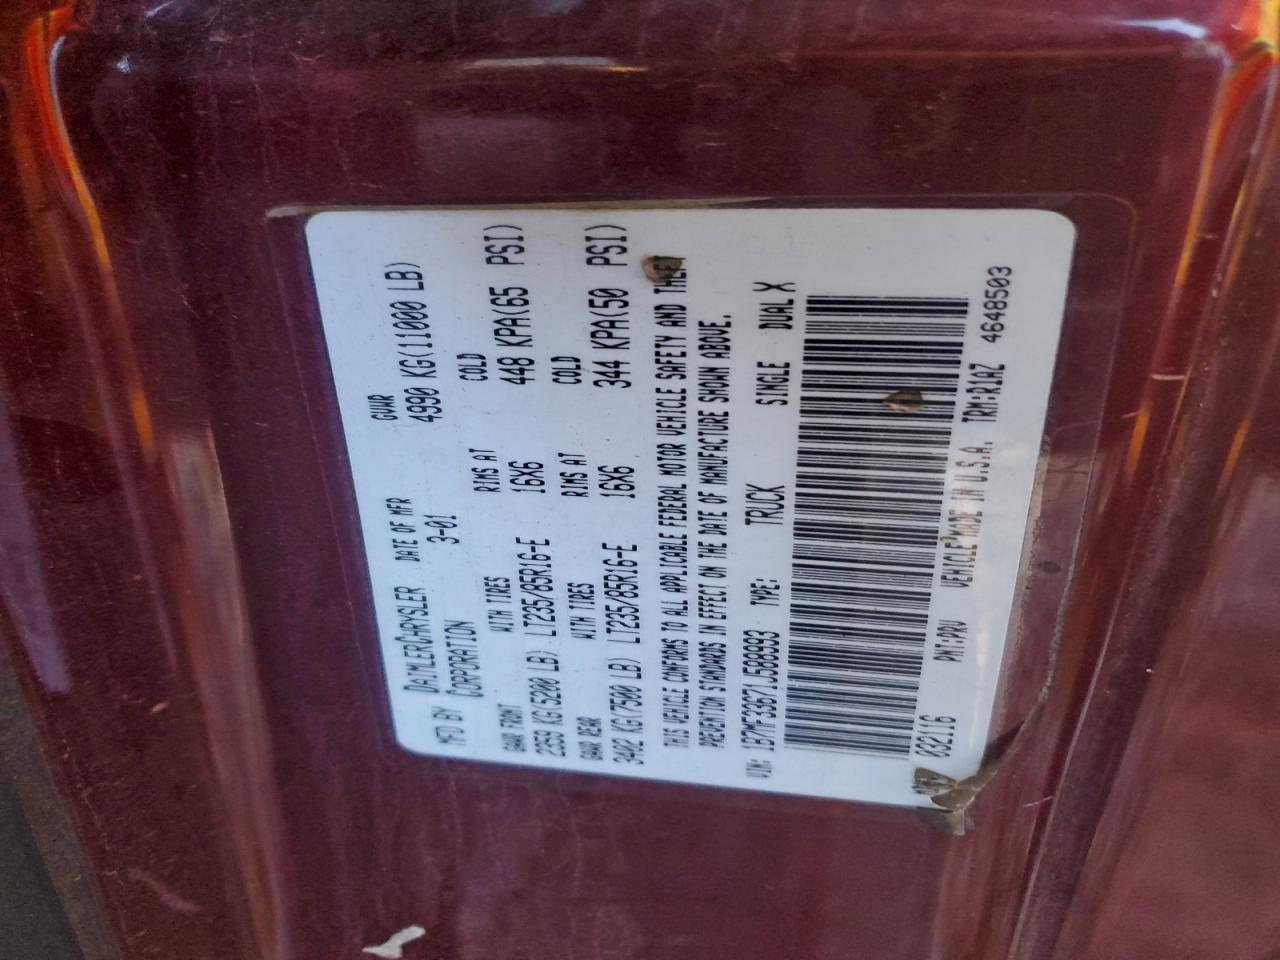 MFD BY DAIMLERCHRYSLER DATE OF MFR GVWR
CORPORATION 3-01 4990 KG(11000 LB)
GAWR FRONT WITH TIRES RIMS AT COLD
2359 KG(5200 LB) LT235/85R16-E 16X6 448 KPA(65 PSI)
GAWR REAR WITH TIRES RIMS AT COLD
3402 KG(7500 LB) LT235/85R16-E 16X6 344 KPA(50 PSI)
THIS VEHICLE CONFORMS TO ALL APPLICABLE FEDERAL MOTOR VEHICLE SAFETY AND THEFT
PREVENTION STANDARDS IN EFFECT ON THE DATE OF MANUFACTURE SHOWN ABOVE.
VIN: 1B7MF33671J588993 TYPE: TRUCK SINGLE DUAL X
032116 PNT:PRV VEHICLE MADE IN U.S.A. TRM:R1AZ 4648503